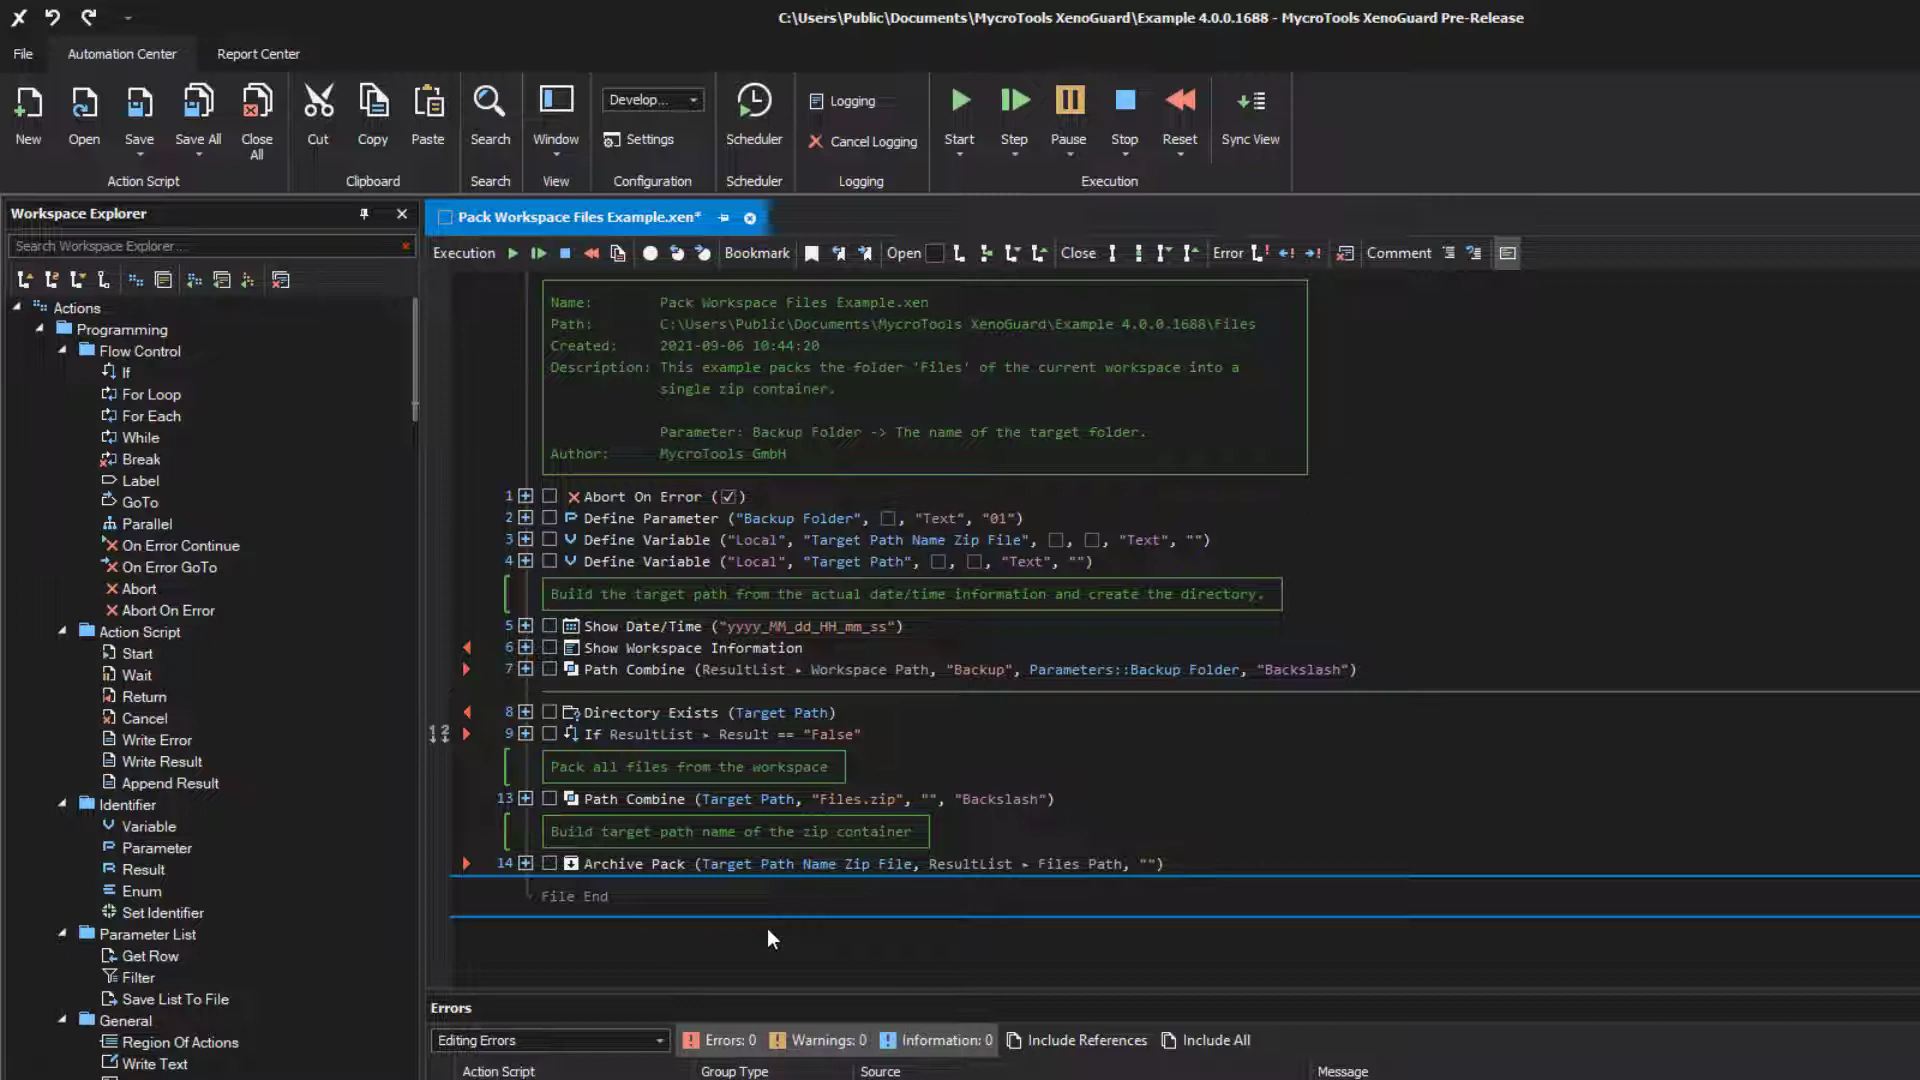 C:\Users\Public\Documents\MycroTools XenoGuard\Example 4.0.0.1688 - MycroTools XenoGuard Pre-Release
File Automation Center Report Center
New Open Save Save All Close All
Action Script
Cut Copy Paste
Clipboard
Search
Search
Window
View
Develop...
Settings
Configuration
Scheduler
Scheduler
Logging
Cancel Logging
Logging
Start Step Pause Stop Reset Sync View
Execution
Workspace Explorer
Search Workspace Explorer...
Actions
Programming
Flow Control
If
For Loop
For Each
While
Break
Label
GoTo
Parallel
On Error Continue
On Error GoTo
Abort
Abort On Error
Action Script
Start
Wait
Return
Cancel
Write Error
Write Result
Append Result
Identifier
Variable
Parameter
Result
Enum
Set Identifier
Parameter List
Get Row
Filter
Save List To File
General
Region Of Actions
Write Text
Pack Workspace Files Example.xen*
Execution Bookmark Open Close Error Comment
Name: Pack Workspace Files Example.xen
Path: C:\Users\Public\Documents\MycroTools XenoGuard\Example 4.0.0.1688\Files
Created: 2021-09-06 10:44:20
Description: This example packs the folder 'Files' of the current workspace into a
single zip container.
Parameter: Backup Folder -> The name of the target folder.
Author: MycroTools GmbH
1 Abort On Error ( )
2 Define Parameter ("Backup Folder", , "Text", "01")
3 Define Variable ("Local", "Target Path Name Zip File", , , "Text", "")
4 Define Variable ("Local", "Target Path", , , "Text", "")
Build the target path from the actual date/time information and create the directory.
5 Show Date/Time ("yyyy_MM_dd_HH_mm_ss")
6 Show Workspace Information
7 Path Combine (ResultList ▸ Workspace Path, "Backup", Parameters::Backup Folder, "Backslash")
8 Directory Exists (Target Path)
12 9 If ResultList ▸ Result == "False"
Pack all files from the workspace
13 Path Combine (Target Path, "Files.zip", "", "Backslash")
Build target path name of the zip container
14 Archive Pack (Target Path Name Zip File, ResultList ▸ Files Path, "")
File End
Errors
Editing Errors Errors: 0 Warnings: 0 Information: 0 Include References Include All
Action Script Group Type Source Message